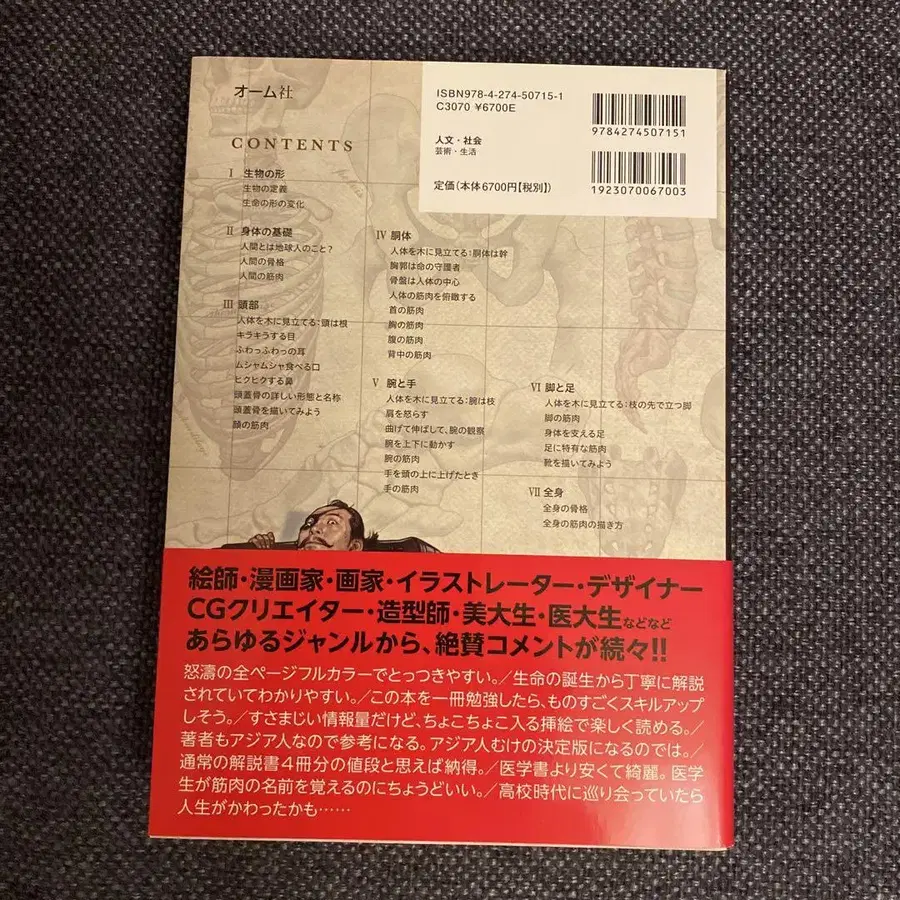 オーム社
ISBN978-4-274-50715-1
C3070 ¥6700E
人文・社会
芸術・生活
定価(本体6700円【税別】)
9784274507151
1923070067003
CONTENTS
I 生物の形
生物の定義
生命の形の変化
II 身体の基礎
人間とは地球人のこと?
人間の骨格
人間の筋肉
III 頭部
人体を木に見立てる:頭は根
キラキラする目
ふわっふわっの耳
ムシャムシャ食べる口
ヒクヒクする鼻
頭蓋骨の詳しい形態と名称
頭蓋骨を描いてみよう
顔の筋肉
IV 胴体
人体を木に見立てる:胴体は幹
胸郭は命の守護者
骨盤は人体の中心
人体の筋肉を俯瞰する
首の筋肉
胸の筋肉
腹の筋肉
背中の筋肉
V 腕と手
人体を木に見立てる:腕は枝
肩を怒らす
曲げて伸ばして、腕の観察
腕を上下に動かす
腕の筋肉
手を頭の上に上げたとき
手の筋肉
VI 脚と足
人体を木に見立てる:枝の先で立つ脚
脚の筋肉
身体を支える足
足に特有な筋肉
靴を描いてみよう
VII 全身
全身の骨格
全身の筋肉の描き方
絵師・漫画家・画家・イラストレーター・デザイナー
CGクリエイター・造型師・美大生・医大生などなど
あらゆるジャンルから、絶賛コメントが続々!!
怒濤の全ページフルカラーでとっつきやすい。/生命の誕生から丁寧に解説
されていてわかりやすい。/この本を一冊勉強したら、ものすごくスキルアップ
しそう。/すさまじい情報量だけど、ちょこちょこ入る挿絵で楽しく読める。/
著者もアジア人なので参考になる。アジア人むけの決定版になるのでは。/
通常の解説書4冊分の値段と思えば納得。/医学書より安くて綺麗。医学
生が筋肉の名前を覚えるのにちょうどいい。/高校時代に巡り会っていたら
人生がかわったかも……